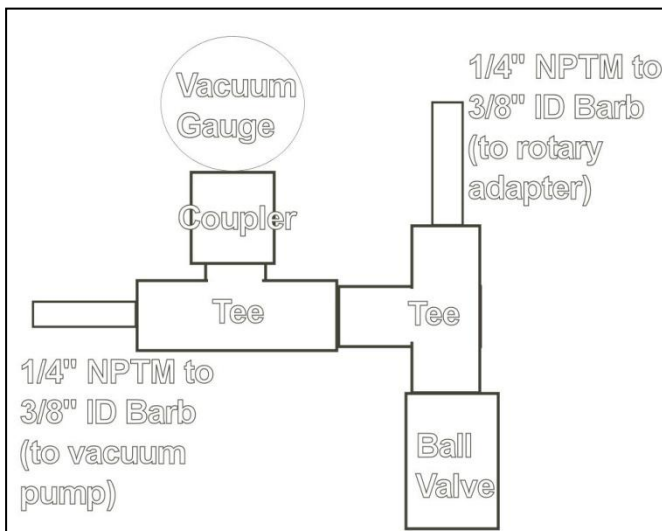 Vacuum
Gauge
1/4" NPTM to
3/8" ID Barb
(to rotary
adapter)
Coupler
Tee
Tee
1/4" NPTM to
3/8" ID Barb
(to vacuum
pump)
Ball
Valve